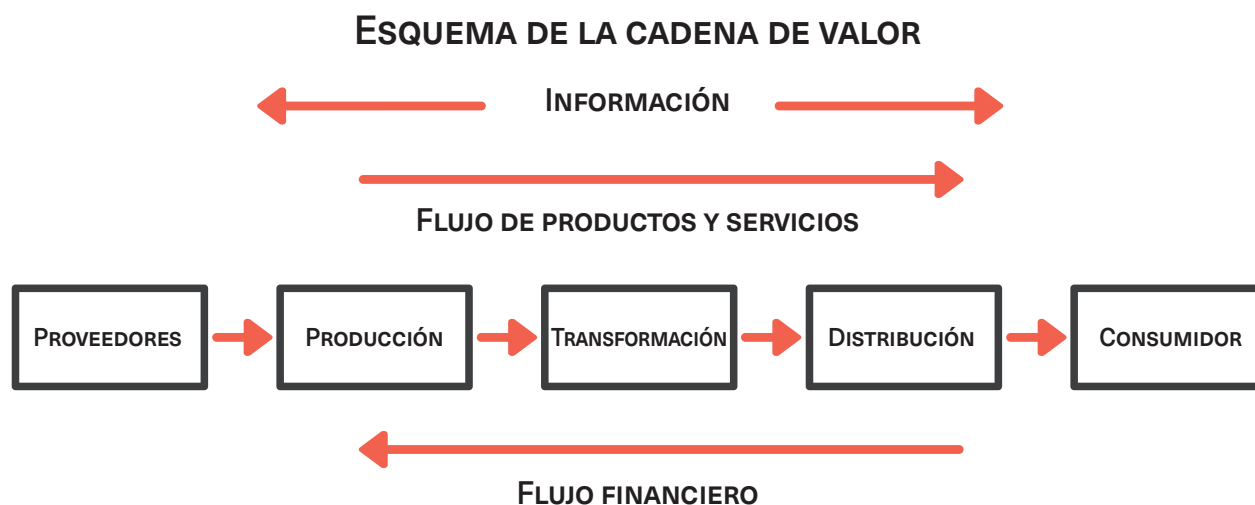 Esquema de la cadena de valor
Información
Flujo de productos y servicios
Proveedores
Producción
Transformación
Distribución
Consumidor
Flujo financiero